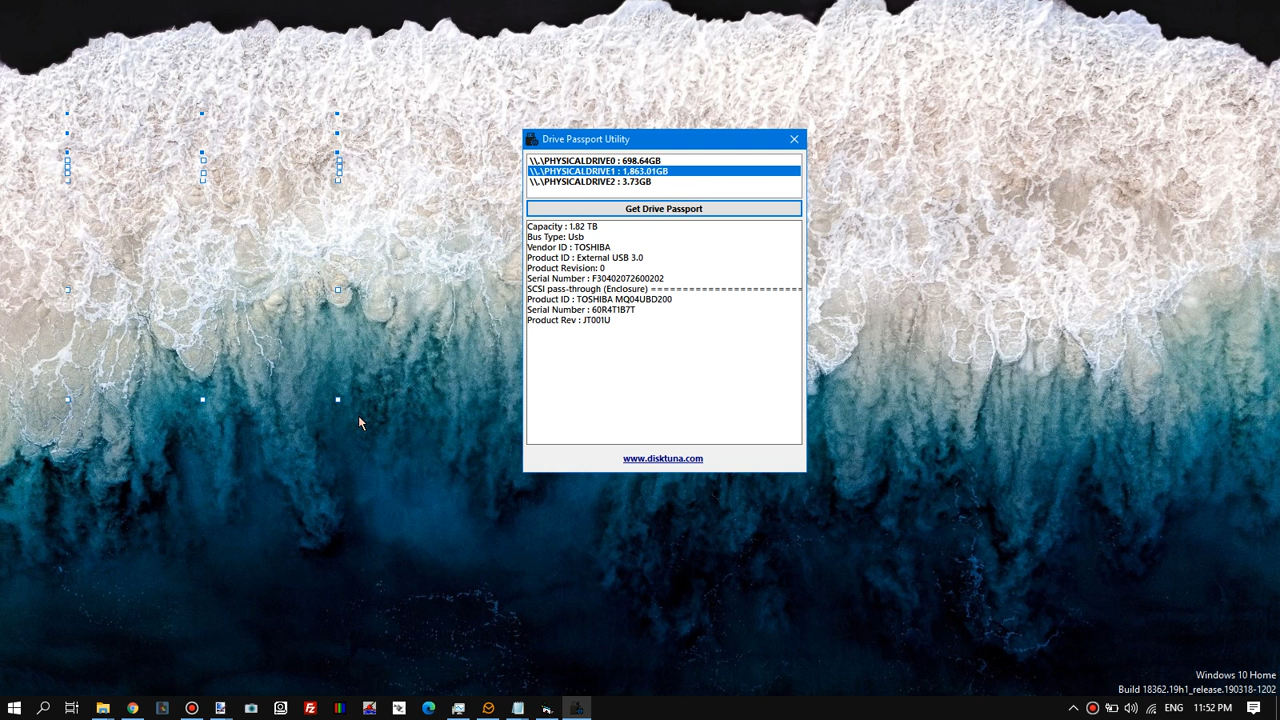 Drive Passport Utility
\\.\PHYSICALDRIVE0 : 698.64GB
\\.\PHYSICALDRIVE1 : 1,863.01GB
\\.\PHYSICALDRIVE2 : 3.73GB
Get Drive Passport
Capacity : 1.82 TB
Bus Type: Usb
Vendor ID : TOSHIBA
Product ID : External USB 3.0
Product Revision: 0
Serial Number : F30402072600202
SCSI pass-through (Enclosure) ========================
Product ID : TOSHIBA MQ04UBD200
Serial Number : 60R4T1B7T
Product Rev : JT001U
www.disktuna.com
Windows 10 Home
Build 18362.19h1_release.190318-1202
ENG 11:52 PM